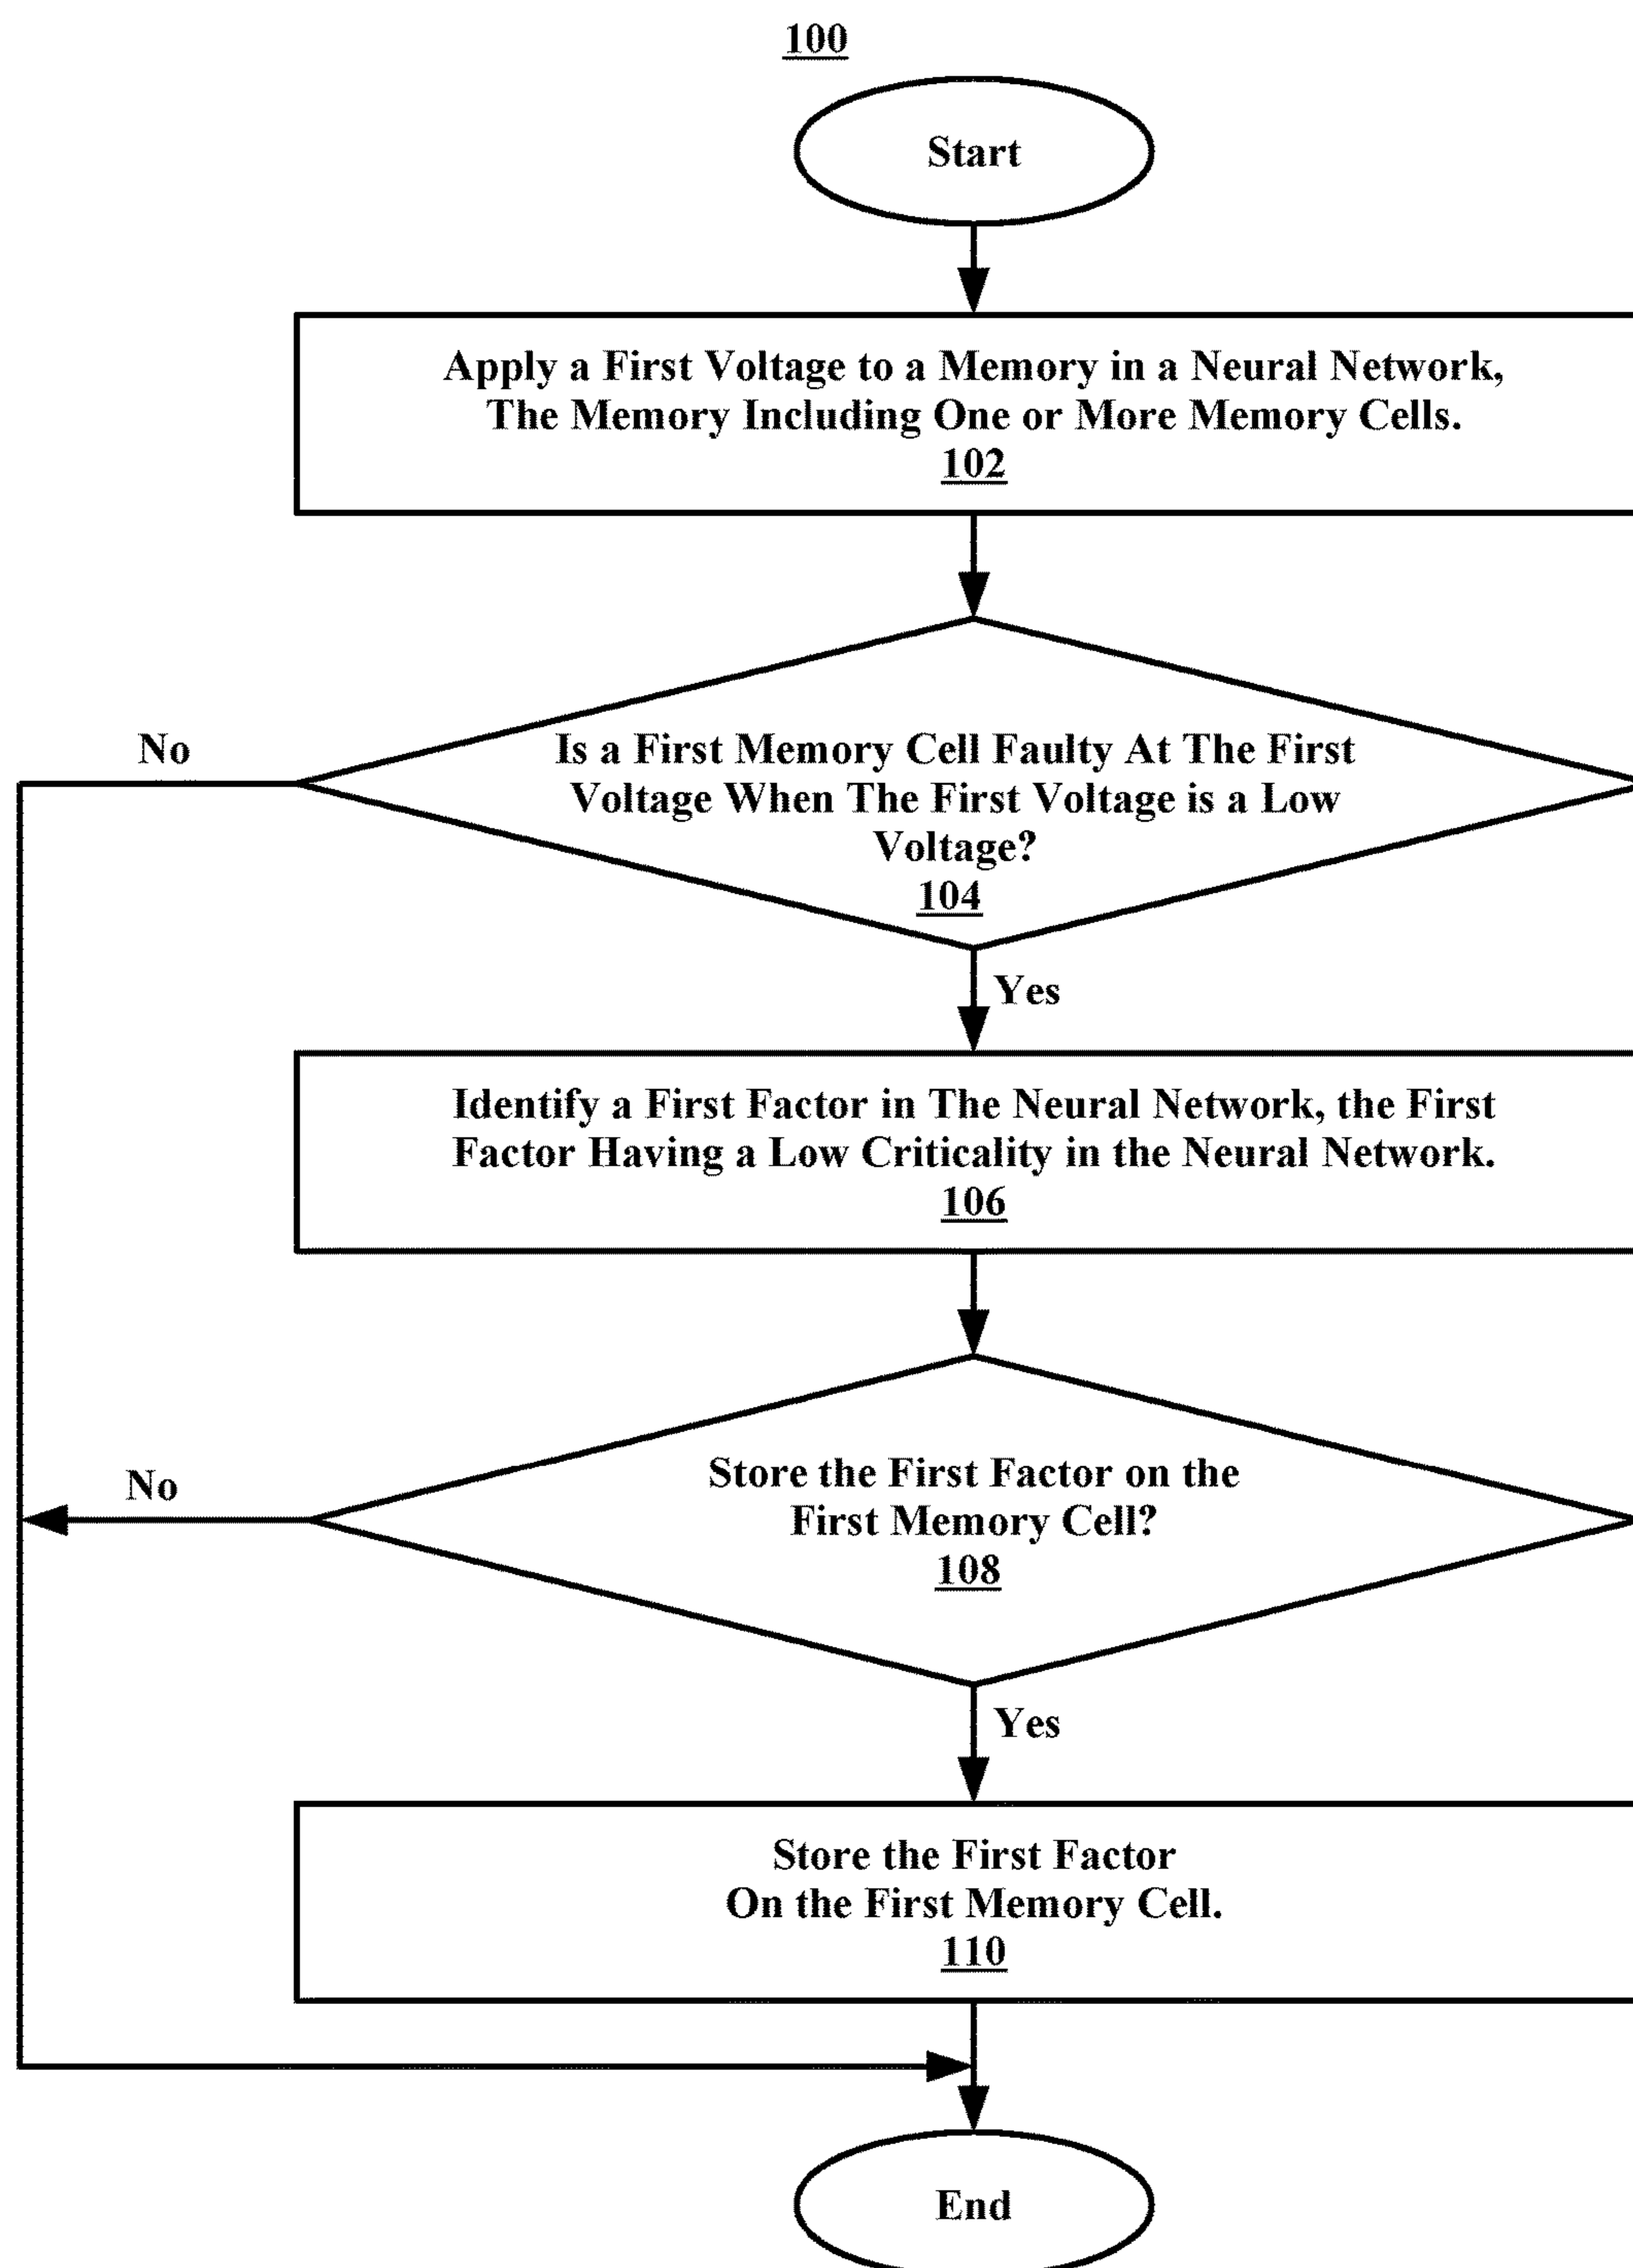 100
Start
Apply a First Voltage to a Memory in a Neural Network,
The Memory Including One or More Memory Cells.
102
No
Is a First Memory Cell Faulty At The First
Voltage When The First Voltage is a Low
Voltage?
104
Yes
Identify a First Factor in The Neural Network, the First
Factor Having a Low Criticality in the Neural Network.
106
No
Store the First Factor on the
First Memory Cell?
108
Yes
Store the First Factor
On the First Memory Cell.
110
End